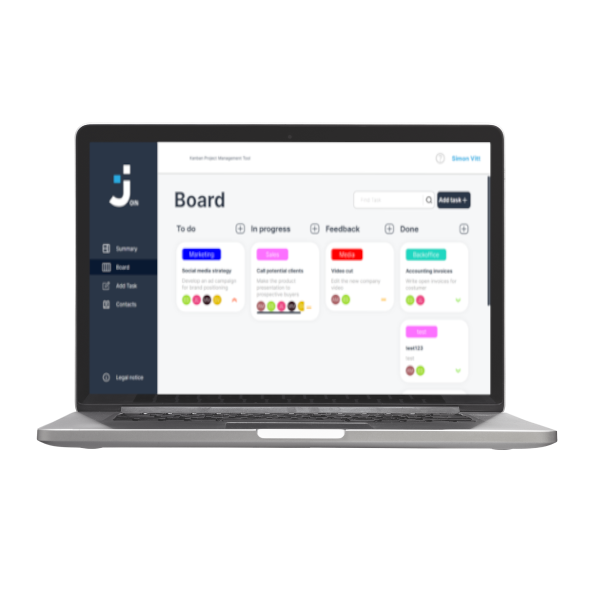 Kanban Project Management Tool
Simon Vitt
JOIN
Board
Find Task
Add task +
To do
In progress
Feedback
Done
Summary
Board
Add Task
Contacts
Legal notice
Marketing
Social media strategy
Develop an ad campaign
for brand positioning
Sales
Call potential clients
Make the product
presentation to
prospective buyers
Media
Video cut
Edit the new company
video
Backoffice
Accounting invoices
Write open invoices for
customer
test
test123
test